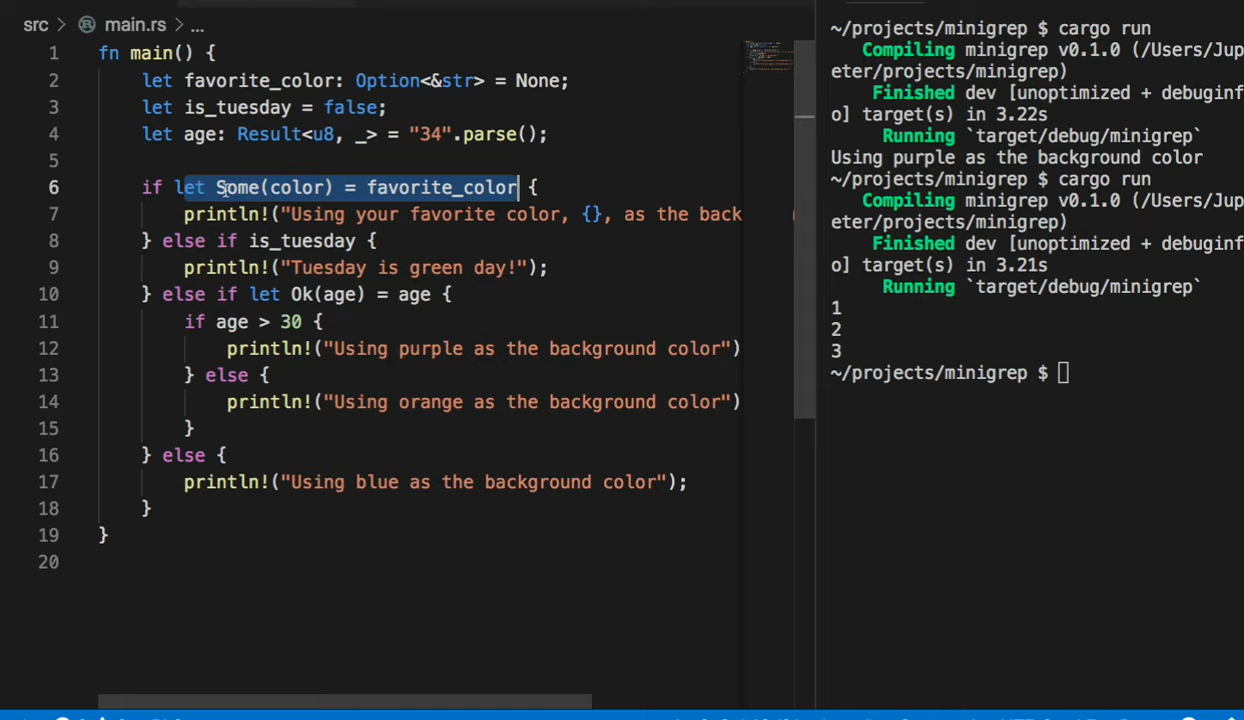 src > main.rs > ...
1 fn main() {
2 let favorite_color: Option<&str> = None;
3 let is_tuesday = false;
4 let age: Result<u8, _> = "34".parse();
5
6 if let Some(color) = favorite_color {
7 println!("Using your favorite color, {}, as the back
8 } else if is_tuesday {
9 println!("Tuesday is green day!");
10 } else if let Ok(age) = age {
11 if age > 30 {
12 println!("Using purple as the background color")
13 } else {
14 println!("Using orange as the background color")
15 }
16 } else {
17 println!("Using blue as the background color");
18 }
19 }
20
~/projects/minigrep $ cargo run
Compiling minigrep v0.1.0 (/Users/Jup
eter/projects/minigrep)
Finished dev [unoptimized + debuginf
o] target(s) in 3.22s
Running `target/debug/minigrep`
Using purple as the background color
~/projects/minigrep $ cargo run
Compiling minigrep v0.1.0 (/Users/Jup
eter/projects/minigrep)
Finished dev [unoptimized + debuginf
o] target(s) in 3.21s
Running `target/debug/minigrep`
1
2
3
~/projects/minigrep $